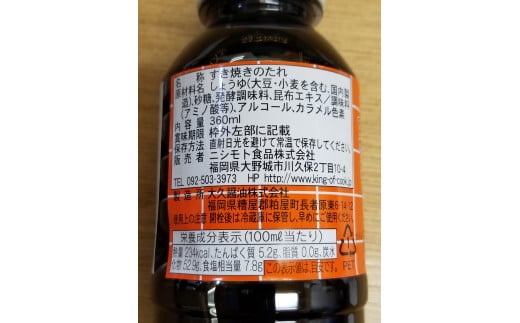 名 称 すき焼きのたれ
原材料名 しょうゆ(大豆・小麦を含む、国内製
造)、砂糖、発酵調味料、昆布エキス/調味料
(アミノ酸等)、アルコール、カラメル色素
内容量 360ml
賞味期限 枠外左部に記載
保存方法 直射日光を避けて常温で保存してください。
販売者 ニシモト食品株式会社
福岡県大野城市川久保2丁目10-4
TEL 092-503-3973 HP http://www.king-of-cook.jp
製造所 大久醤油株式会社
福岡県糟屋郡粕屋町長者原東6-14-12
使用上の注意 開栓後は冷蔵庫に保管し、早めにご使用ください。
栄養成分表示(100ml当たり)
熱量 234kcal、たんぱく質 5.2g、脂質 0.0g、炭水
化物 52.9g、食塩相当量 7.8g この表示値は、目安です。
PET